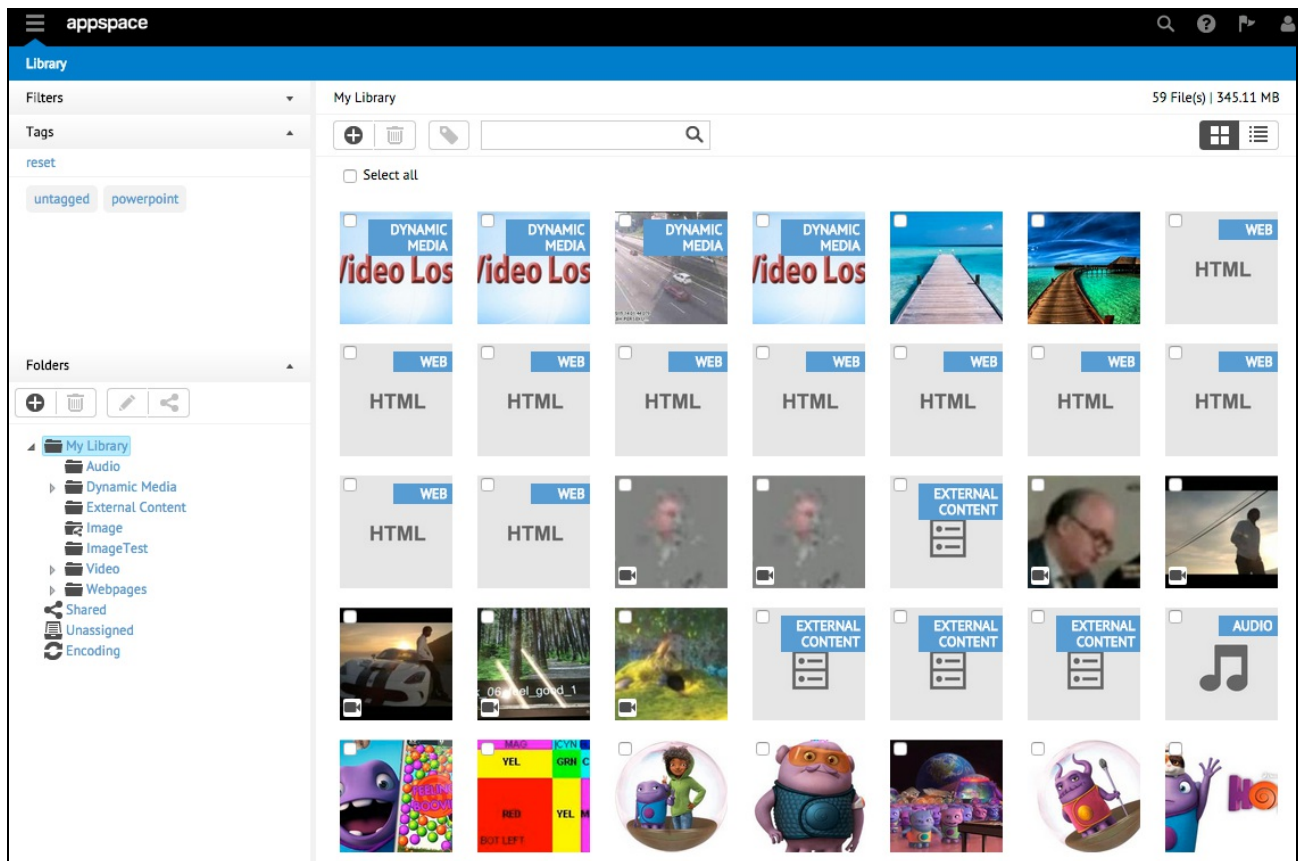 appspace
Library
Filters
My Library
59 File(s) | 345.11 MB
Tags
reset
Select all
untagged
powerpoint
DYNAMIC
MEDIA
Video Los
DYNAMIC
MEDIA
Video Los
DYNAMIC
MEDIA
DYNAMIC
MEDIA
Video Los
WEB
HTML
Folders
WEB
HTML
WEB
HTML
WEB
HTML
WEB
HTML
WEB
HTML
WEB
HTML
WEB
HTML
My Library
Audio
Dynamic Media
External Content
Image
ImageTest
Video
Webpages
Shared
Unassigned
Encoding
WEB
HTML
WEB
HTML
EXTERNAL
CONTENT
06 feel_good_1
EXTERNAL
CONTENT
EXTERNAL
CONTENT
EXTERNAL
CONTENT
AUDIO
FEELING
MAG CYN
YEL GRN C
RED YEL M
BOT LEFT